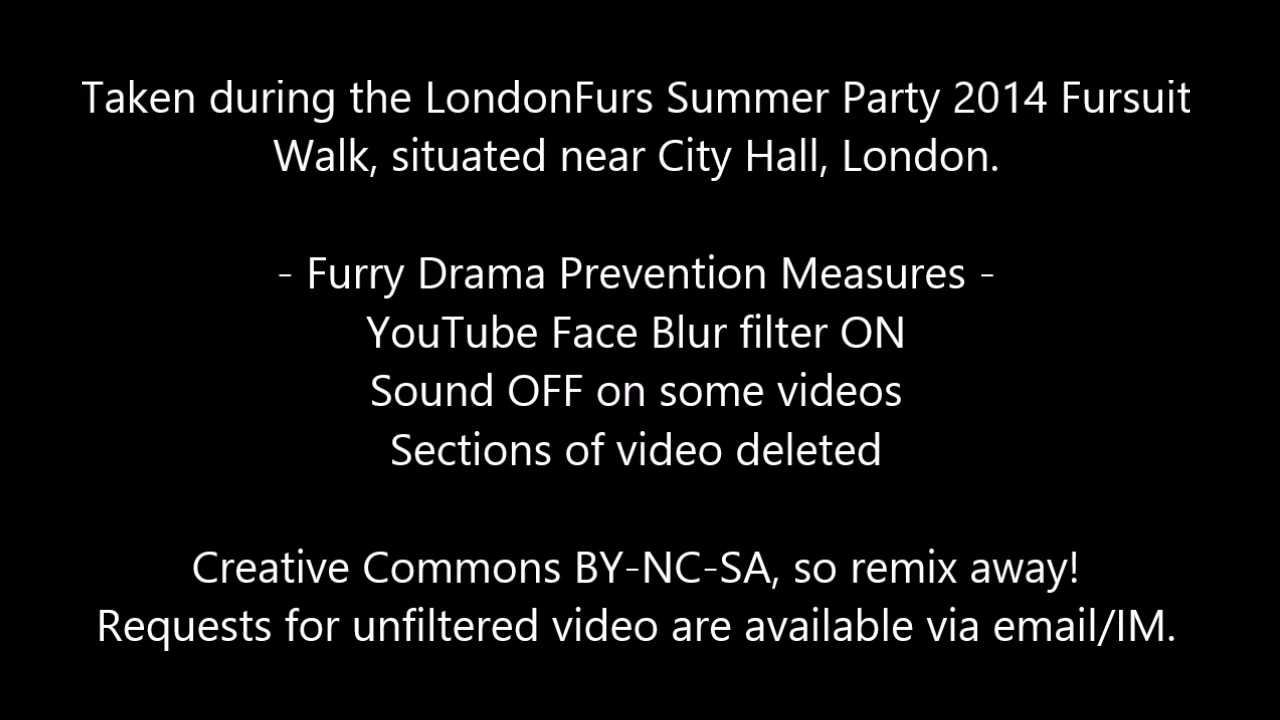 Taken during the LondonFurs Summer Party 2014 Fursuit
Walk, situated near City Hall, London.
- Furry Drama Prevention Measures -
YouTube Face Blur filter ON
Sound OFF on some videos
Sections of video deleted
Creative Commons BY-NC-SA, so remix away!
Requests for unfiltered video are available via email/IM.